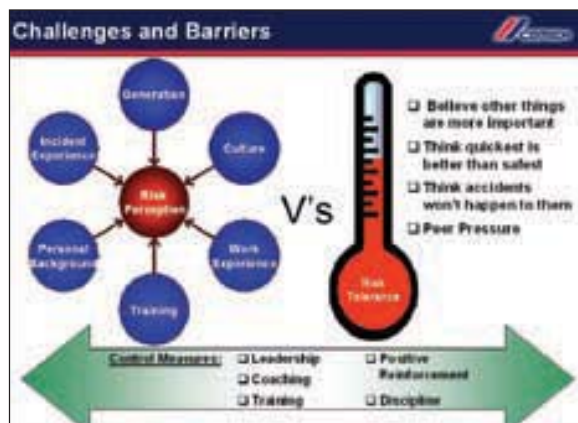 Challenges and Barriers
CEMEX
Generation
Incident
Experience
Culture
Risk
Perception
Personal
Background
Work
Experience
Training
V's
Risk
Tolerance
Believe other things
are more important
Think quickest is
better than safest
Think accidents
won't happen to them
Peer Pressure
Control Measures:
Leadership
Coaching
Training
Positive
Reinforcement
Discipline